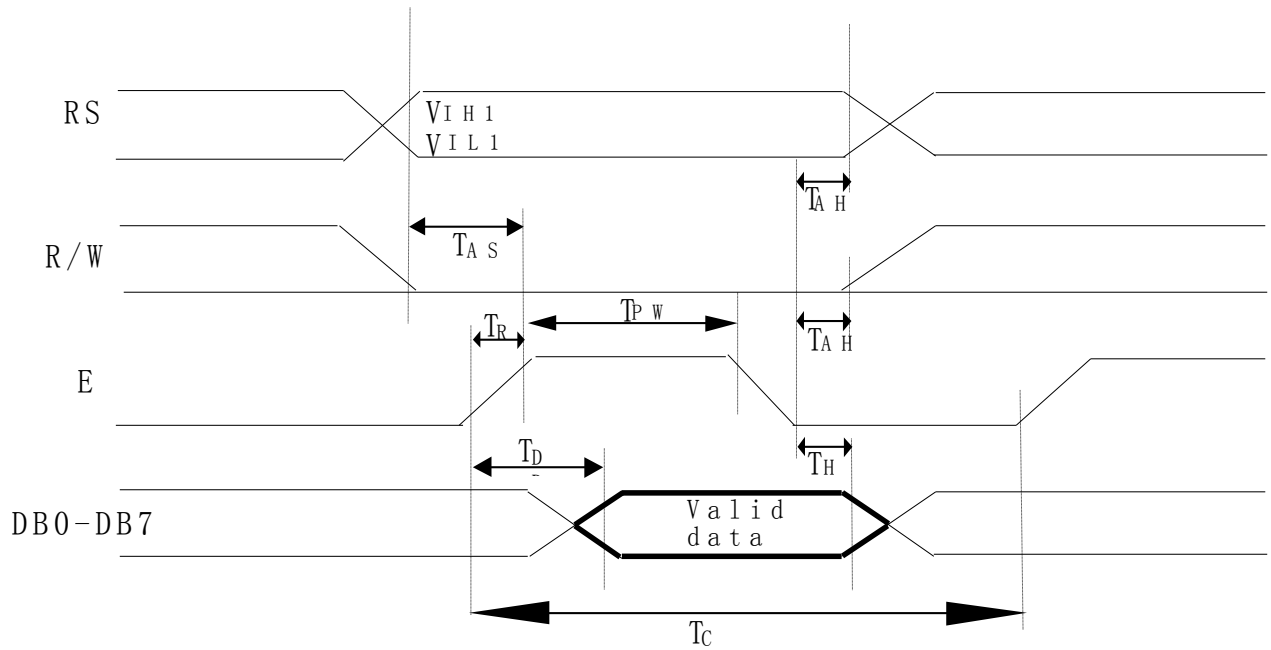 RS
VIH1
VIL1
TAH
R/W
TAS
TR
TPW
TAH
E
TD
TH
DB0-DB7
Valid
data
TC